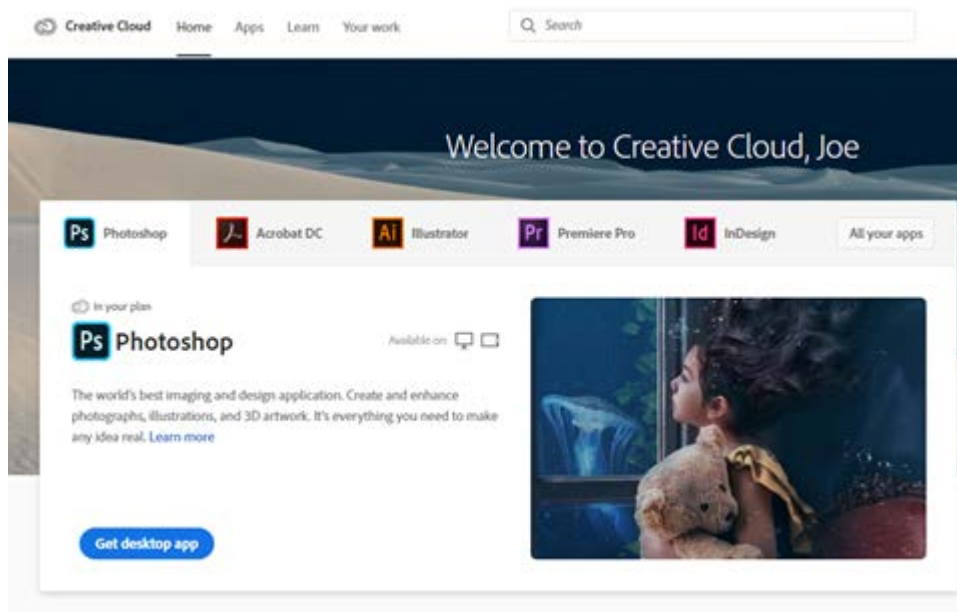 Creative Cloud Home Apps Learn Your work Search
Welcome to Creative Cloud, Joe
Ps Photoshop Acrobat DC Ai Illustrator Pr Premiere Pro Id InDesign All your apps
In your plan
Ps Photoshop Available on
The world's best imaging and design application. Create and enhance
photographs, illustrations, and 3D artwork. It's everything you need to make
any idea real. Learn more
Get desktop app